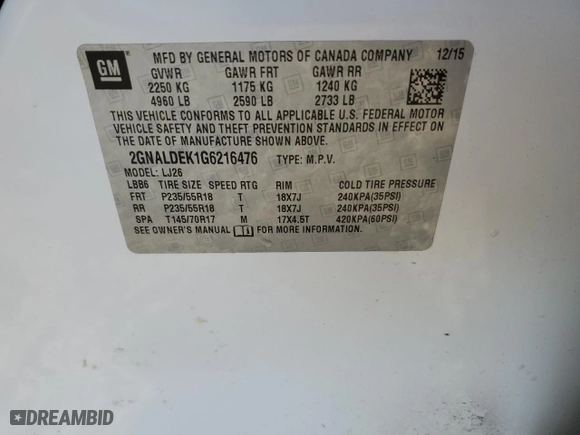 GM
MFD BY GENERAL MOTORS OF CANADA COMPANY 12/15
GVWR GAWR FRT GAWR RR
2250 KG 1175 KG 1240 KG
4960 LB 2590 LB 2733 LB
THIS VEHICLE CONFORMS TO ALL APPLICABLE U.S. FEDERAL MOTOR
VEHICLE SAFETY AND THEFT PREVENTION STANDARDS IN EFFECT ON
THE DATE OF MANUFACTURE SHOWN ABOVE.
2GNALDEK1G6216476 TYPE: M.P.V.
MODEL: LJ26
LBB6 TIRE SIZE SPEED RTG RIM COLD TIRE PRESSURE
FRT P235/55R18 T 18X7J 240KPA(35PSI)
RR P235/55R18 T 18X7J 240KPA(35PSI)
SPA T145/70R17 M 17X4.5T 420KPA(60PSI)
SEE OWNER'S MANUAL FOR MORE INFORMATION.
DREAMBID